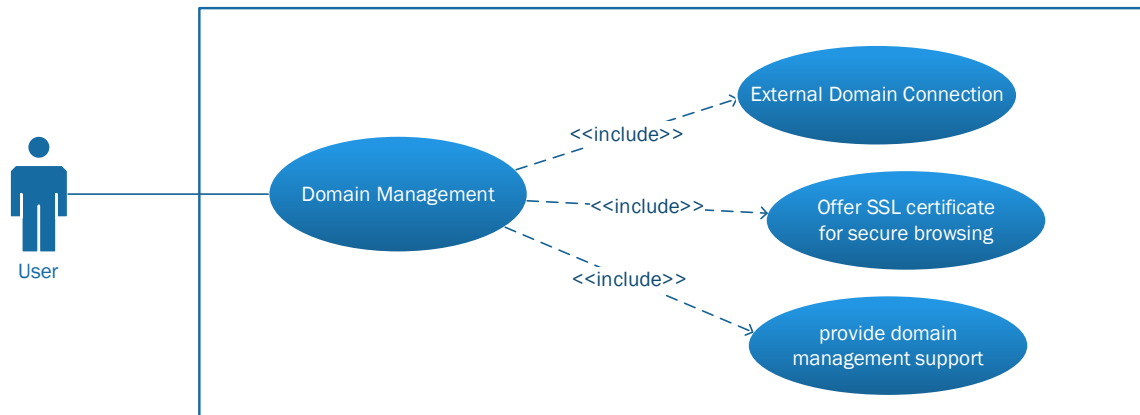 External Domain Connection
<<include>>
Domain Management
<<include>>
Offer SSL certificate
for secure browsing
User
<<include>>
provide domain
management support